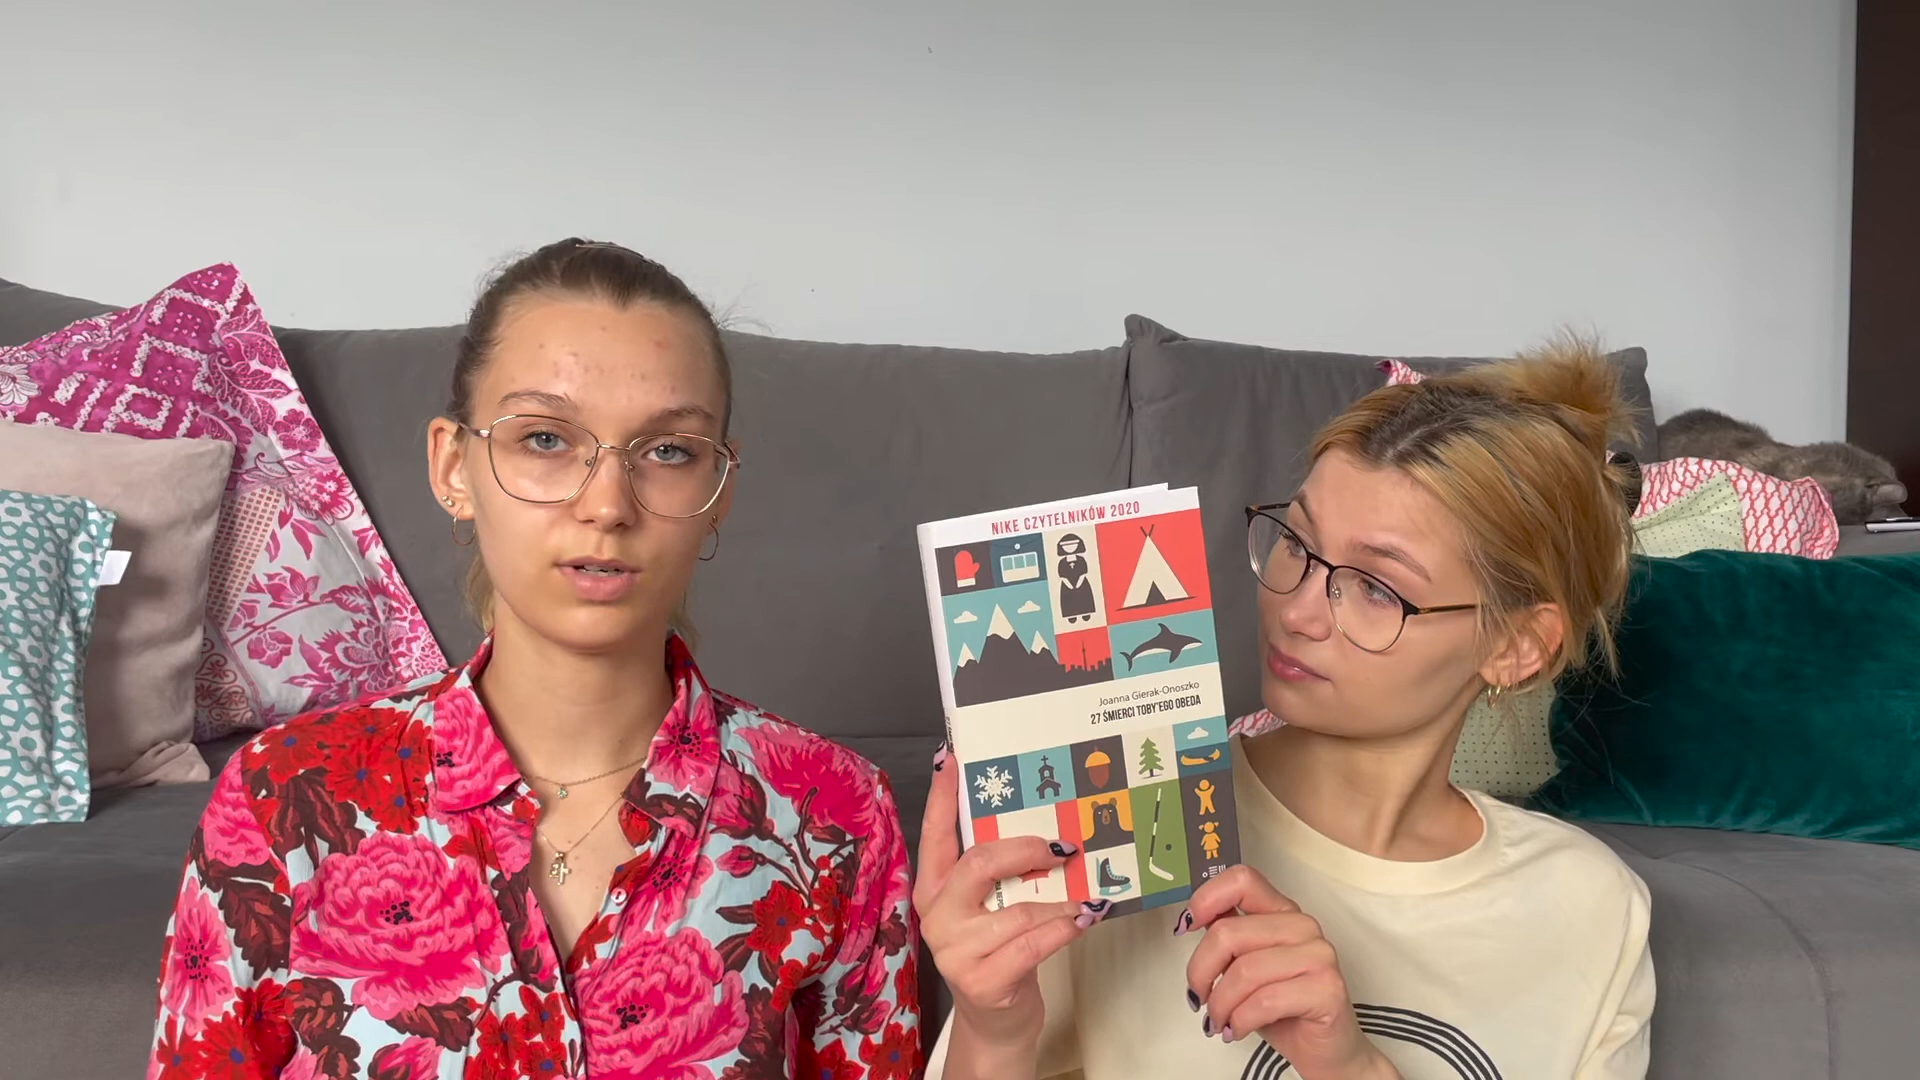 NIKE CZYTELNIKÓW 2020
Joanna Gierak-Onoszko
27 ŚMIERCI TOBY'EGO OBEDA